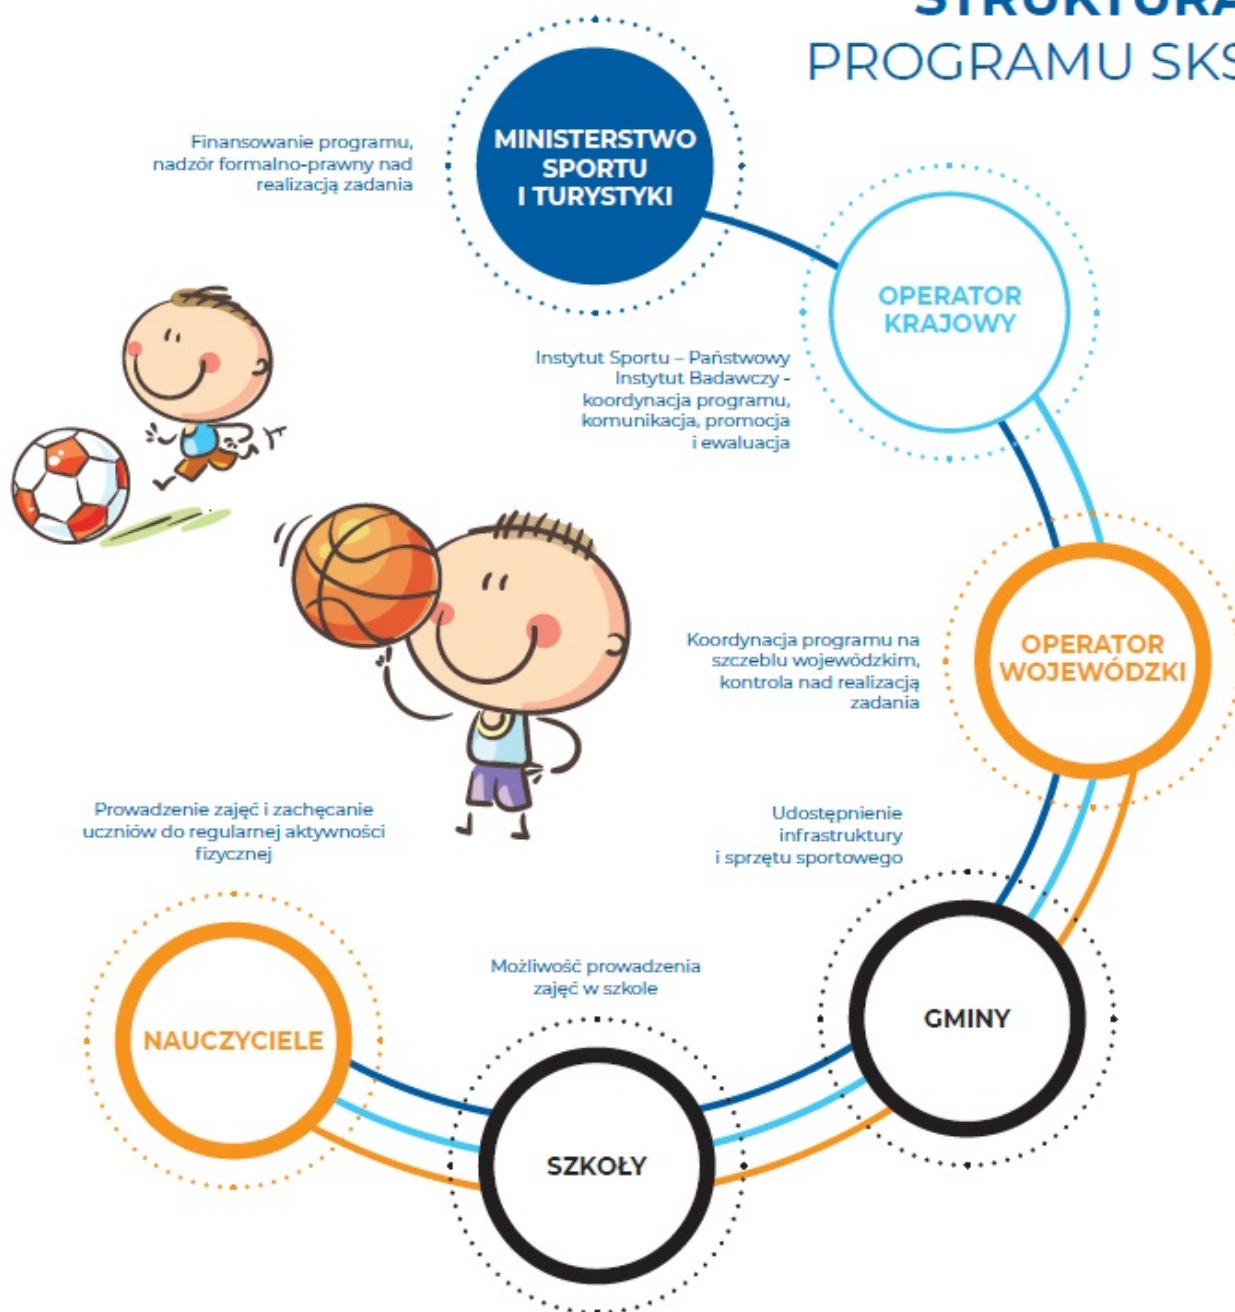 STRUKTURA
PROGRAMU SKS
MINISTERSTWO
SPORTU
I TURYSTYKI
Finansowanie programu,
nadzór formalno-prawny nad
realizacją zadania
OPERATOR
KRAJOWY
Instytut Sportu – Państwowy
Instytut Badawczy -
koordynacja programu,
komunikacja, promocja
i ewaluacja
OPERATOR
WOJEWÓDZKI
Koordynacja programu na
szczeblu wojewódzkim,
kontrola nad realizacją
zadania
Udostępnienie
infrastruktury
i sprzętu sportowego
GMINY
Możliwość prowadzenia
zajęć w szkole
SZKOŁY
Prowadzenie zajęć i zachęcanie
uczniów do regularnej aktywności
fizycznej
NAUCZYCIELE